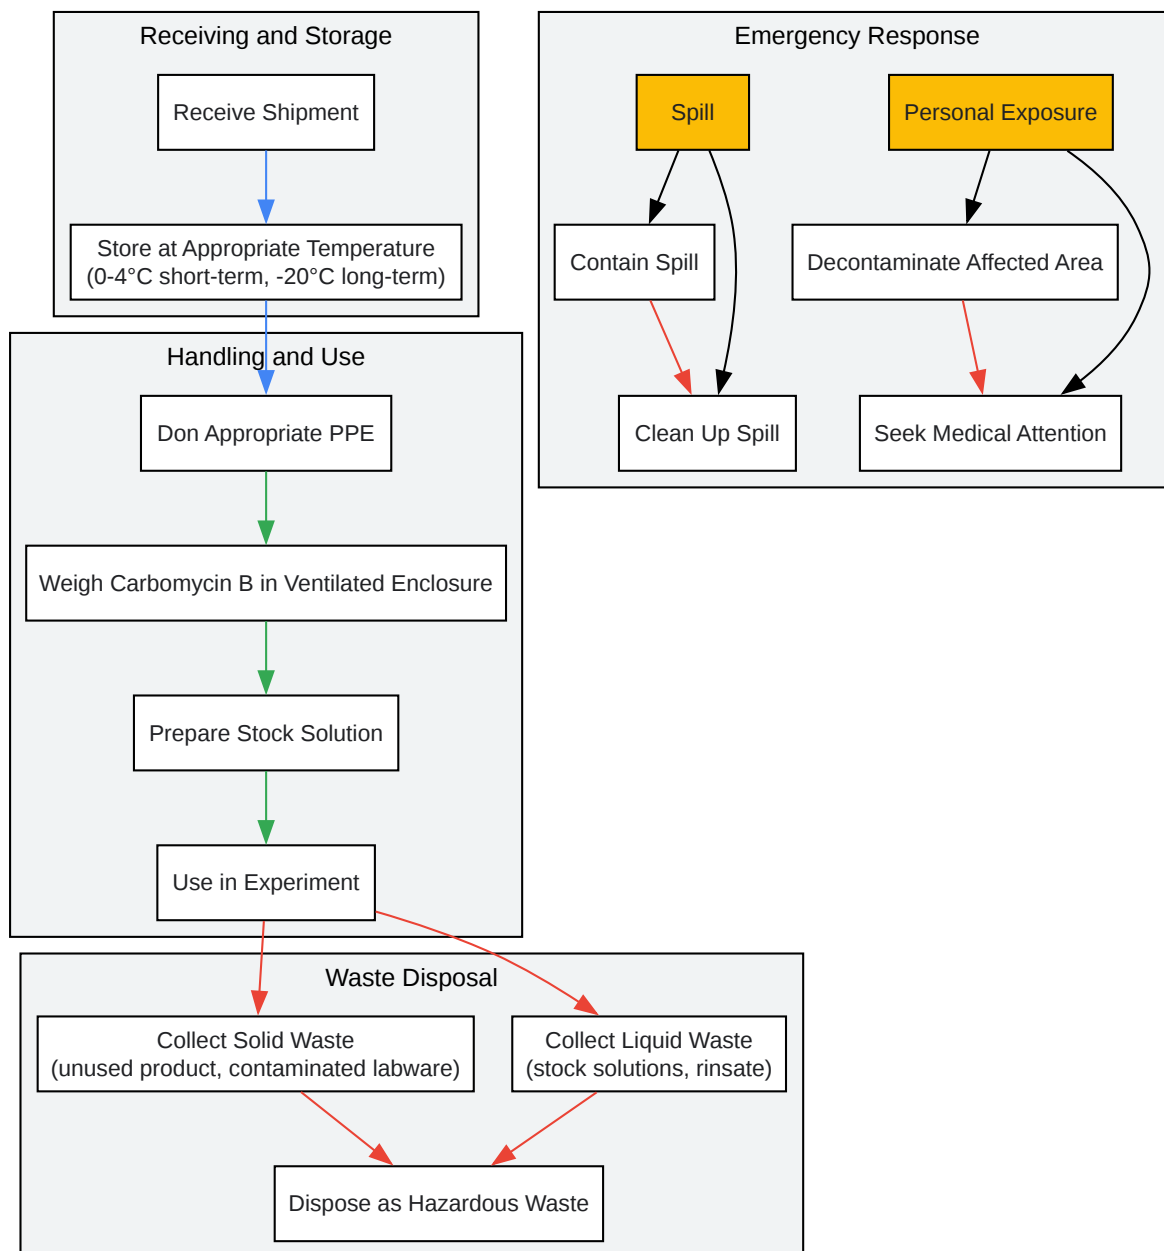 Receiving and Storage
Receive Shipment
Store at Appropriate Temperature
(0-4°C short-term, -20°C long-term)
Emergency Response
Spill
Personal Exposure
Contain Spill
Decontaminate Affected Area
Clean Up Spill
Seek Medical Attention
Handling and Use
Don Appropriate PPE
Weigh Carbomycin B in Ventilated Enclosure
Prepare Stock Solution
Use in Experiment
Waste Disposal
Collect Solid Waste
(unused product, contaminated labware)
Collect Liquid Waste
(stock solutions, rinsate)
Dispose as Hazardous Waste